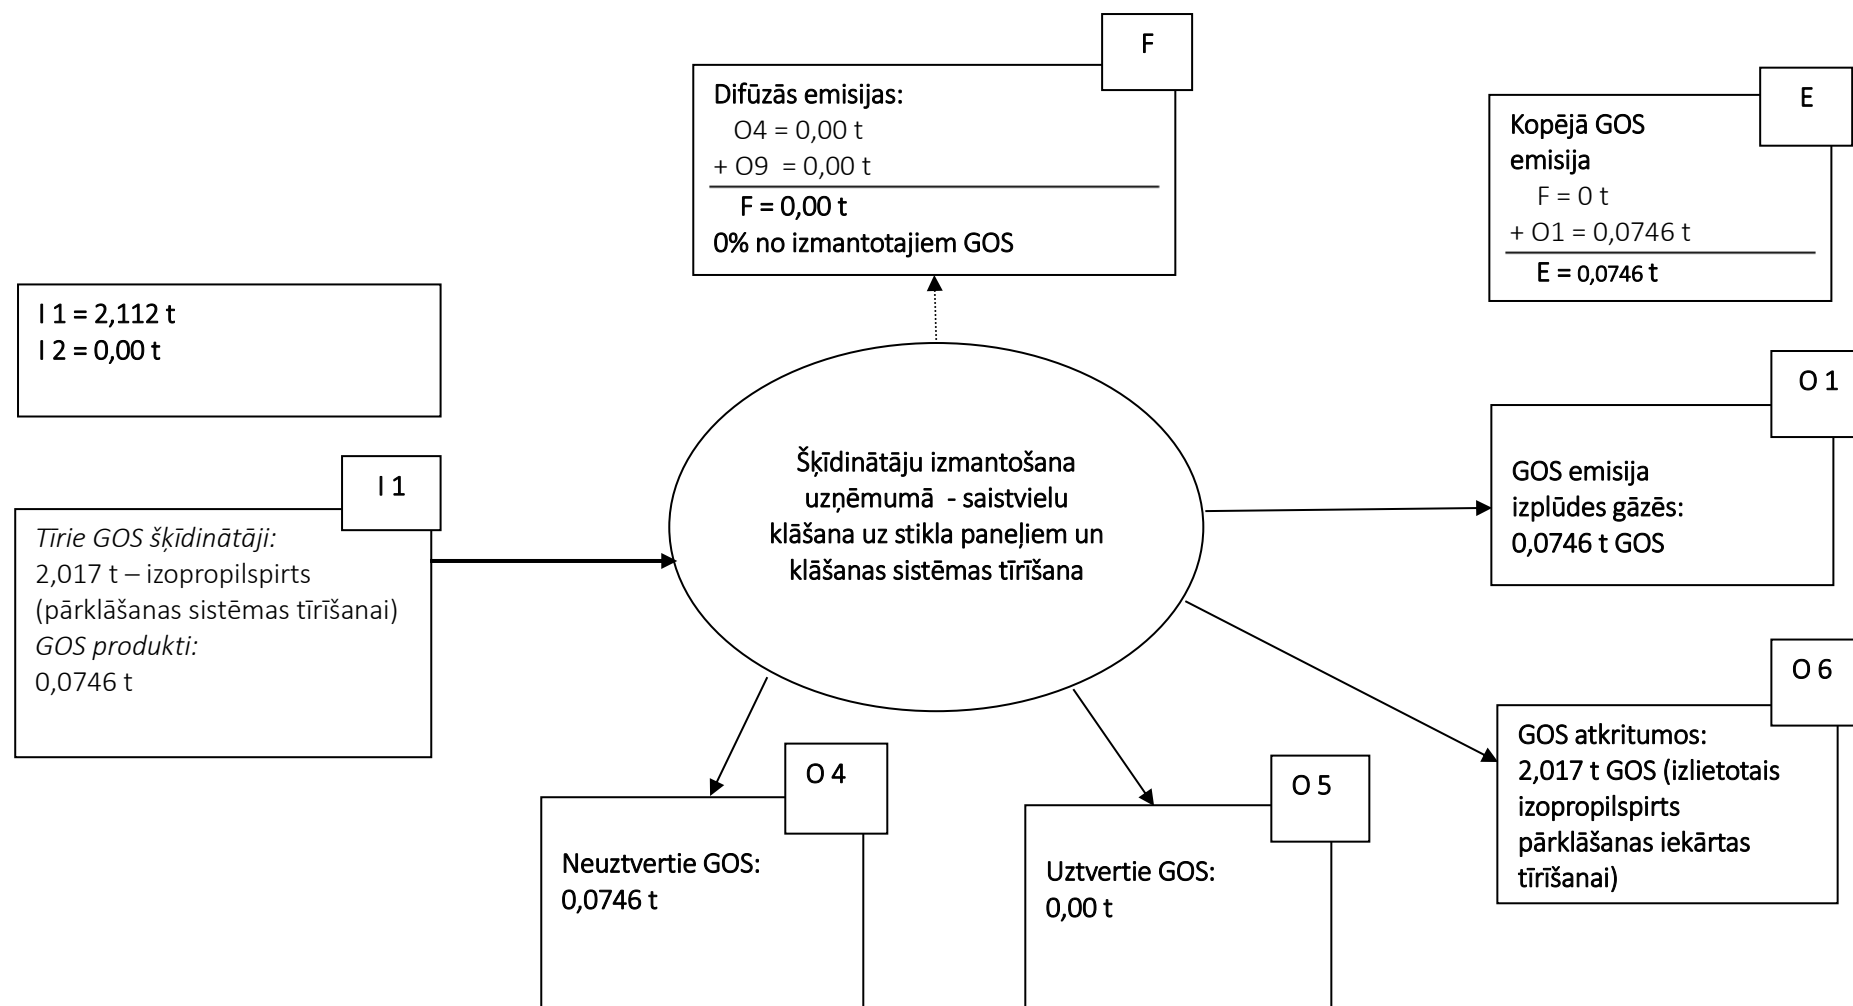 F
Difūzās emisijas:
O4 = 0,00 t
+ O9 = 0,00 t
F = 0,00 t
0% no izmantotajiem GOS
E
Kopējā GOS
emisija
F = 0 t
+ O1 = 0,0746 t
E = 0,0746 t
I 1 = 2,112 t
I 2 = 0,00 t
I 1
Tīrie GOS šķīdinātāji:
2,017 t – izopropilspirts
(pārklāšanas sistēmas tīrīšanai)
GOS produkti:
0,0746 t
Šķīdinātāju izmantošana
uzņēmumā - saistvielu
klāšana uz stikla paneļiem un
klāšanas sistēmas tīrīšana
O 1
GOS emisija
izplūdes gāzēs:
0,0746 t GOS
O 6
GOS atkritumos:
2,017 t GOS (izlietotais
izopropilspirts
pārklāšanas iekārtas
tīrīšanai)
O 4
Neuztvertie GOS:
0,0746 t
O 5
Uztvertie GOS:
0,00 t